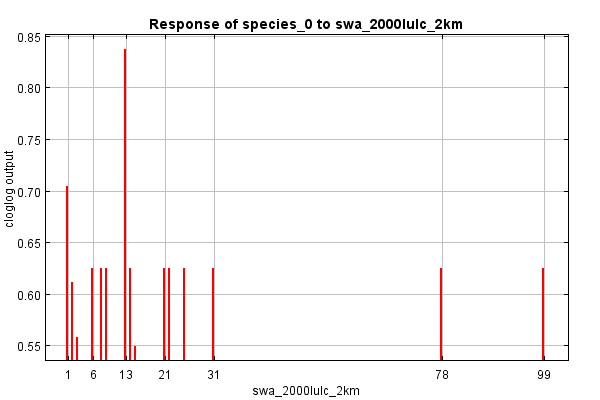 Response of species_0 to swa_2000lulc_2km
0.85
0.80
0.75
0.70
0.65
0.60
0.55
cloglog output
1 6 13 21 31 78 99
swa_2000lulc_2km